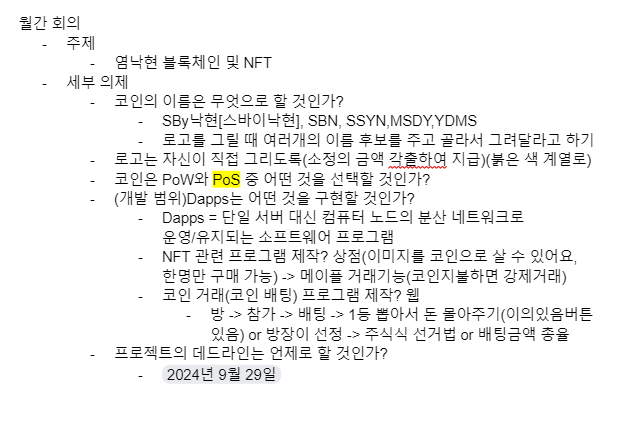 월간 회의
- 주제
- 염낙현 블록체인 및 NFT
- 세부 의제
- 코인의 이름은 무엇으로 할 것인가?
- SBy낙현[스바이낙현], SBN, SSYN,MSDY,YDMS
- 로고를 그릴 때 여러개의 이름 후보를 주고 골라서 그려달라고 하기
- 로고는 자신이 직접 그리도록(소정의 금액 갹출하여 지급)(붉은 색 계열로)
- 코인은 PoW와 PoS 중 어떤 것을 선택할 것인가?
- (개발 범위)Dapps는 어떤 것을 구현할 것인가?
- Dapps = 단일 서버 대신 컴퓨터 노드의 분산 네트워크로
운영/유지되는 소프트웨어 프로그램
- NFT 관련 프로그램 제작? 상점(이미지를 코인으로 살 수 있어요,
한명만 구매 가능) -> 메이플 거래기능(코인지불하면 강제거래)
- 코인 거래(코인 배팅) 프로그램 제작? 웹
- 방 -> 참가 -> 배팅 -> 1등 뽑아서 돈 몰아주기(이의있음버튼
있음) or 방장이 선정 -> 주식식 선거법 or 배팅금액 총율
- 프로젝트의 데드라인는 언제로 할 것인가?
- 2024년 9월 29일